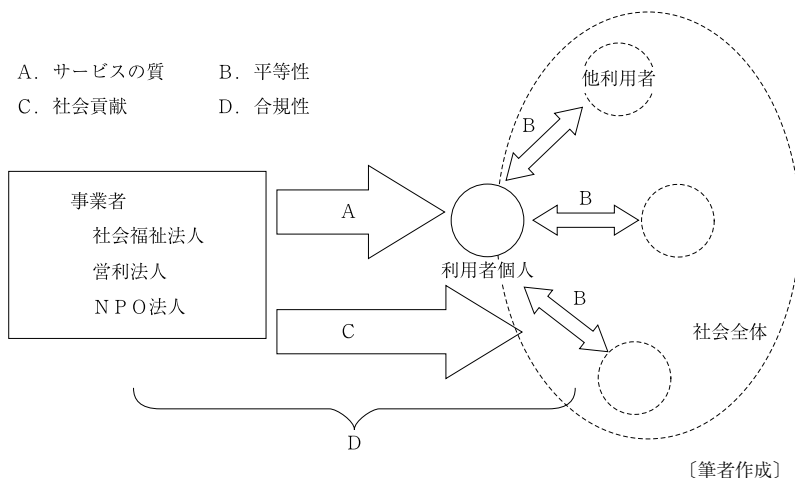 A．サービスの質　B．平等性
C．社会貢献　D．合規性
他利用者
B
事業者
社会福祉法人
営利法人
ＮＰＯ法人
A
B
利用者個人
B
C
社会全体
D
〔筆者作成〕